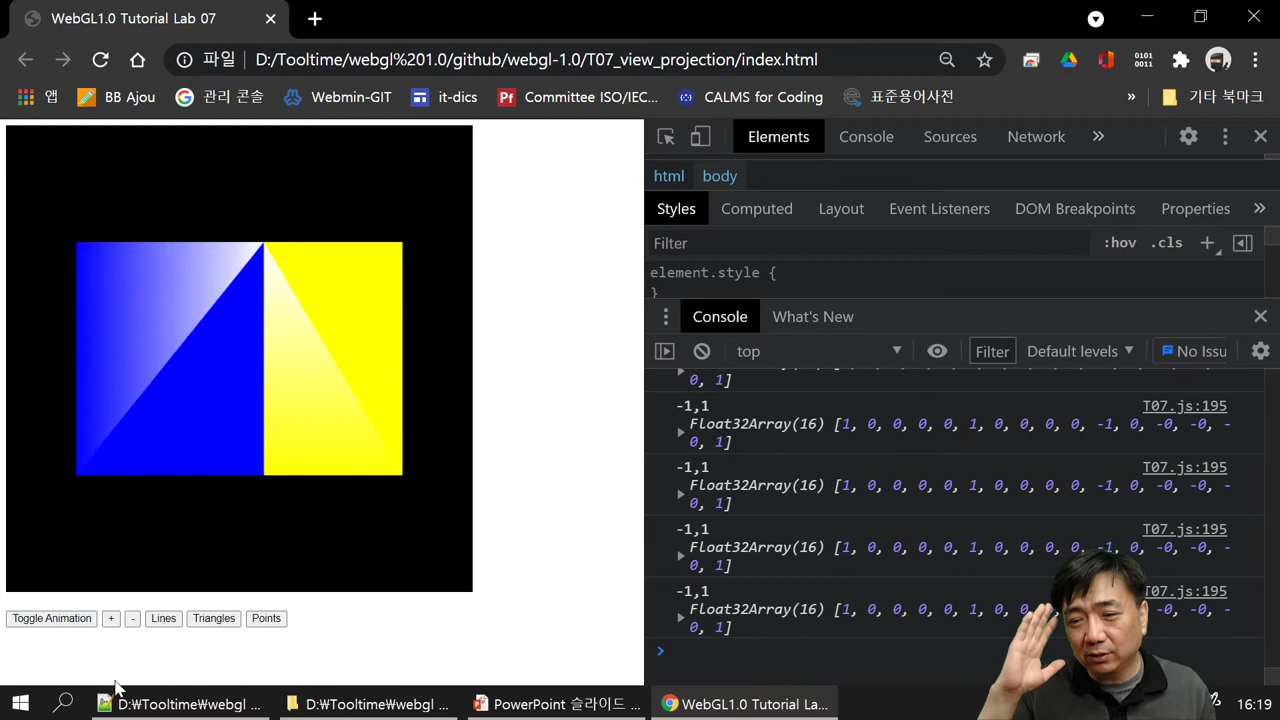 WebGL1.0 Tutorial Lab 07
파일
D:/Tooltime/webgl%201.0/github/webgl-1.0/T07_view_projection/index.html
0101
0011
앱
BB Ajou
관리 콘솔
Webmin-GIT
it-dics
Committee ISO/IEC...
CALMS for Coding
표준용어사전
»
기타 북마크
Elements
Console
Sources
Network
»
html
body
Styles
Computed
Layout
Event Listeners
DOM Breakpoints
Properties
»
Filter
:hov .cls +
element.style {
}
Console
What's New
top
Filter
Default levels
No Issu
0, 1]
-1,1
T07.js:195
Float32Array(16) [1, 0, 0, 0, 0, 1, 0, 0, 0, 0, -1, 0, -0, -0, -
0, 1]
-1,1
T07.js:195
Float32Array(16) [1, 0, 0, 0, 0, 1, 0, 0, 0, 0, -1, 0, -0, -0, -
0, 1]
-1,1
T07.js:195
Float32Array(16) [1, 0, 0, 0, 0, 1, 0, 0, 0, 0, -1, 0, -0, -0, -
0, 1]
-1,1
T07.js:195
Float32Array(16) [1, 0, 0, 0, 0, 1, 0, 0, -0, -0, -
0, 1]
Toggle Animation
+
-
Lines
Triangles
Points
D:₩Tooltime₩webgl ...
D:₩Tooltime₩webgl ...
PowerPoint 슬라이드 ...
WebGL1.0 Tutorial La...
16:19